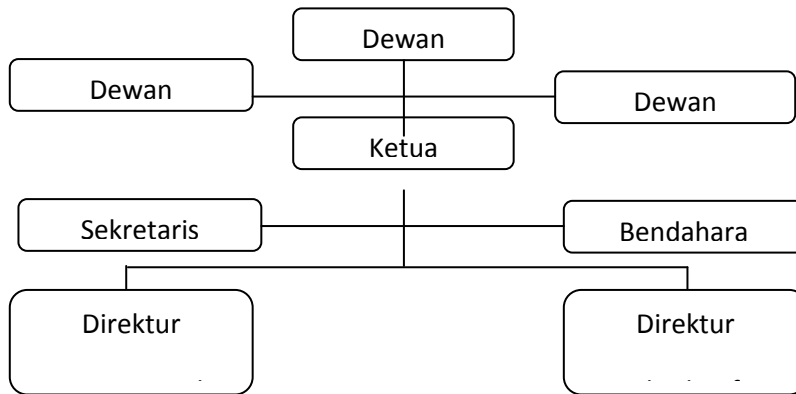 Dewan
Dewan
Dewan
Ketua
Sekretaris
Bendahara
Direktur
Direktur